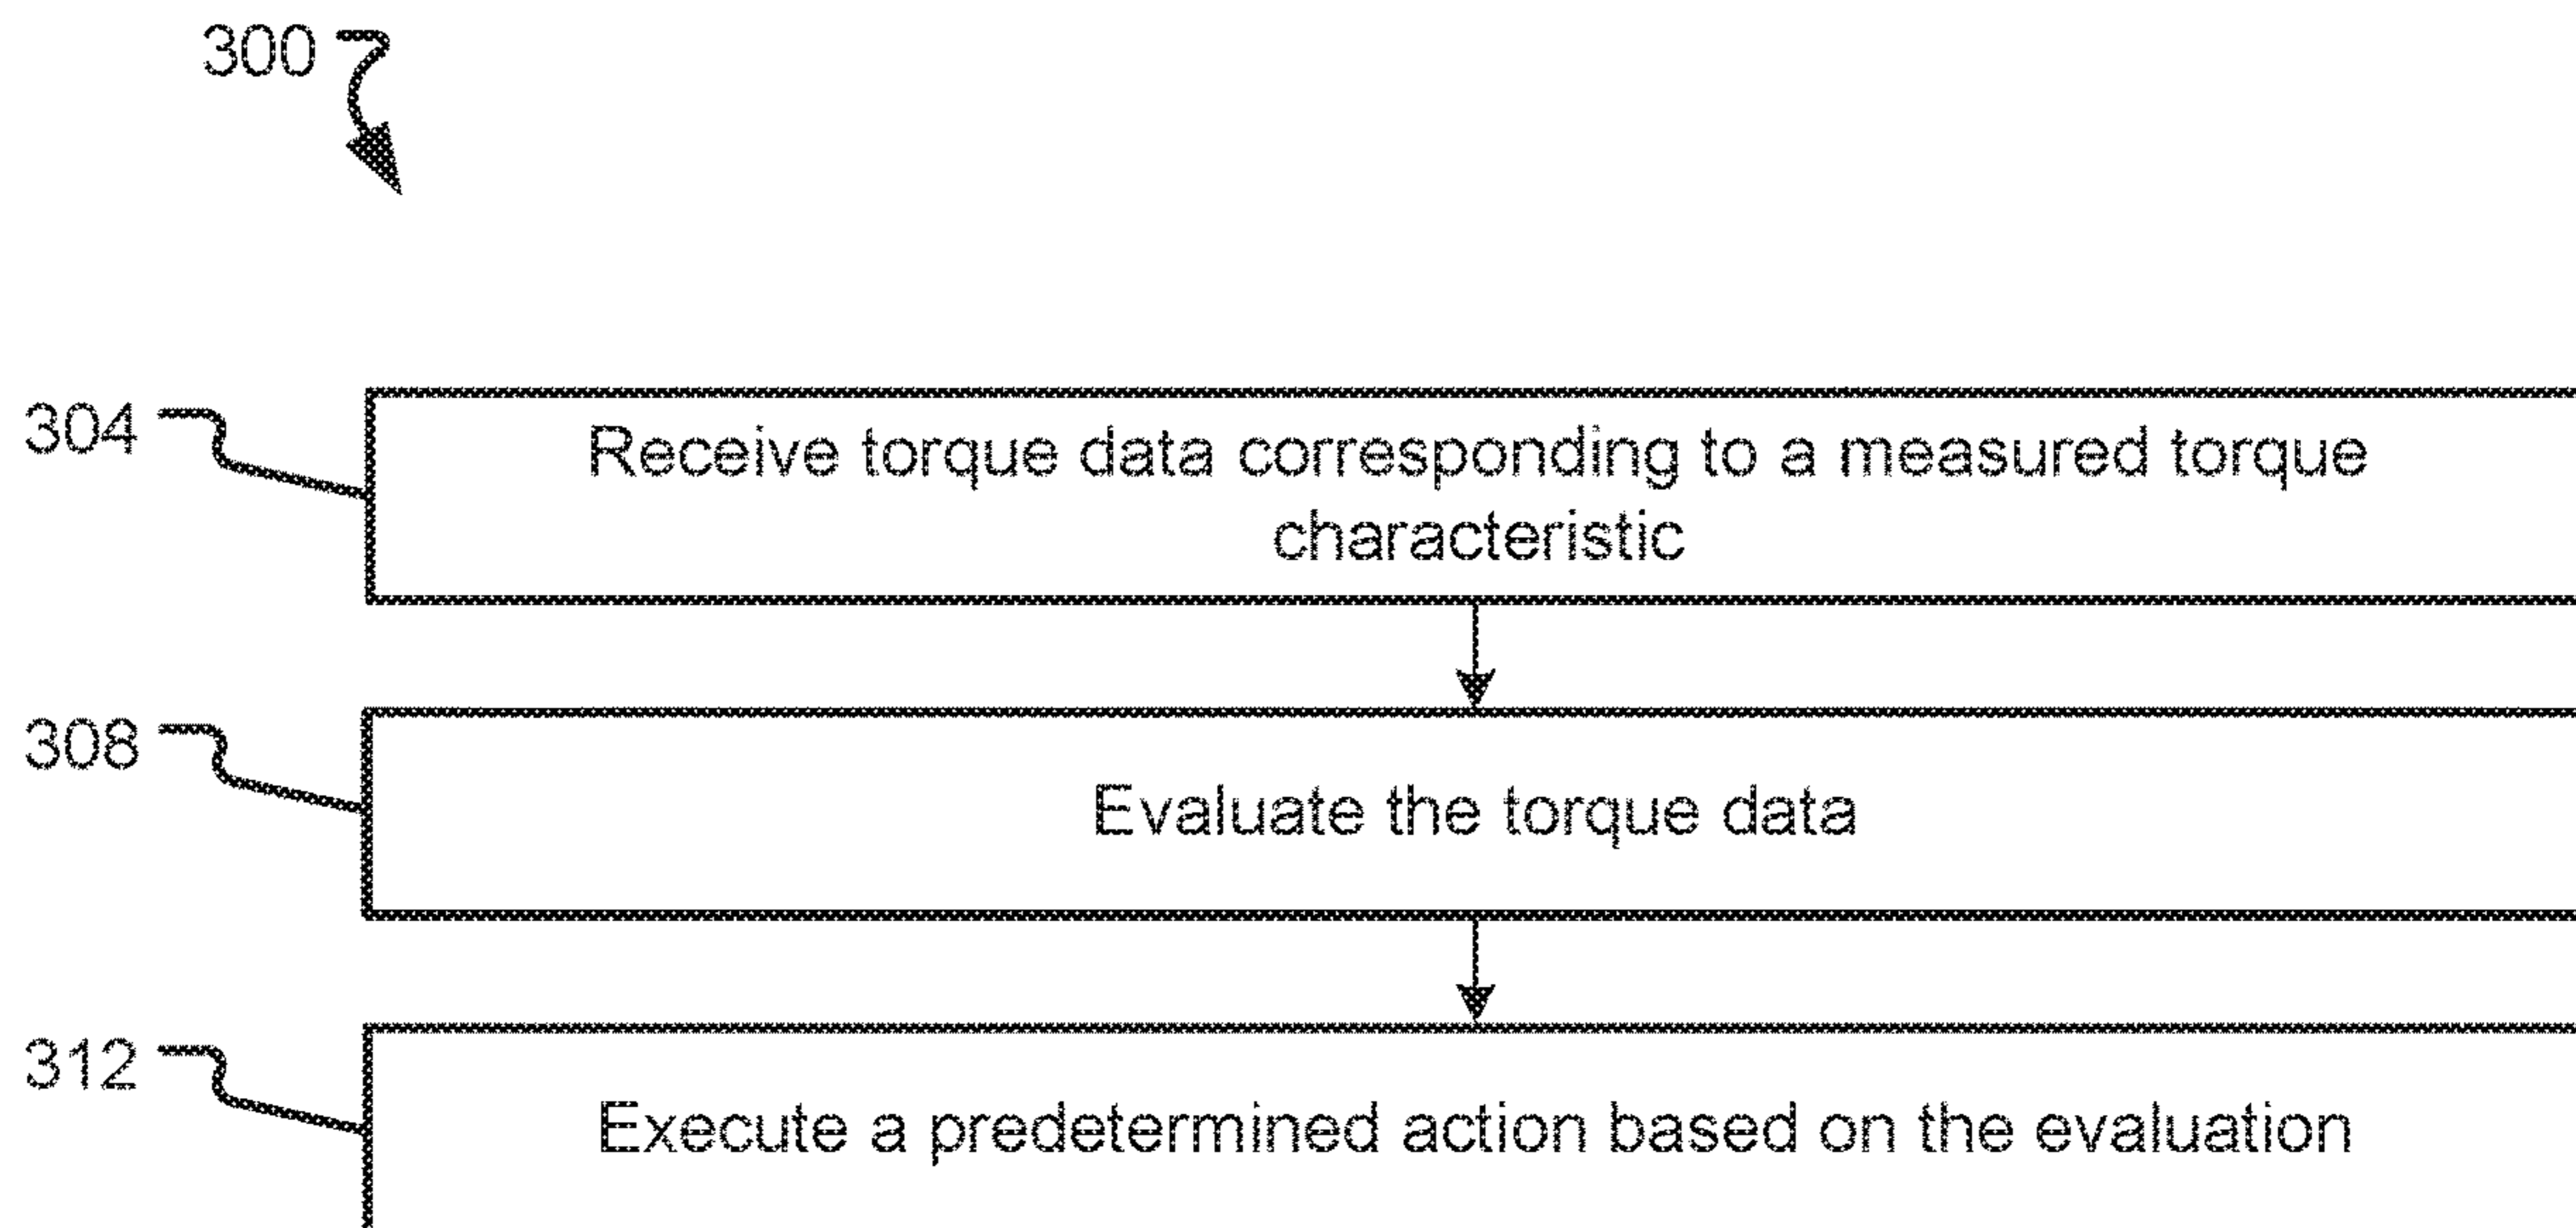 300
304
Receive torque data corresponding to a measured torque
characteristic
308
Evaluate the torque data
312
Execute a predetermined action based on the evaluation